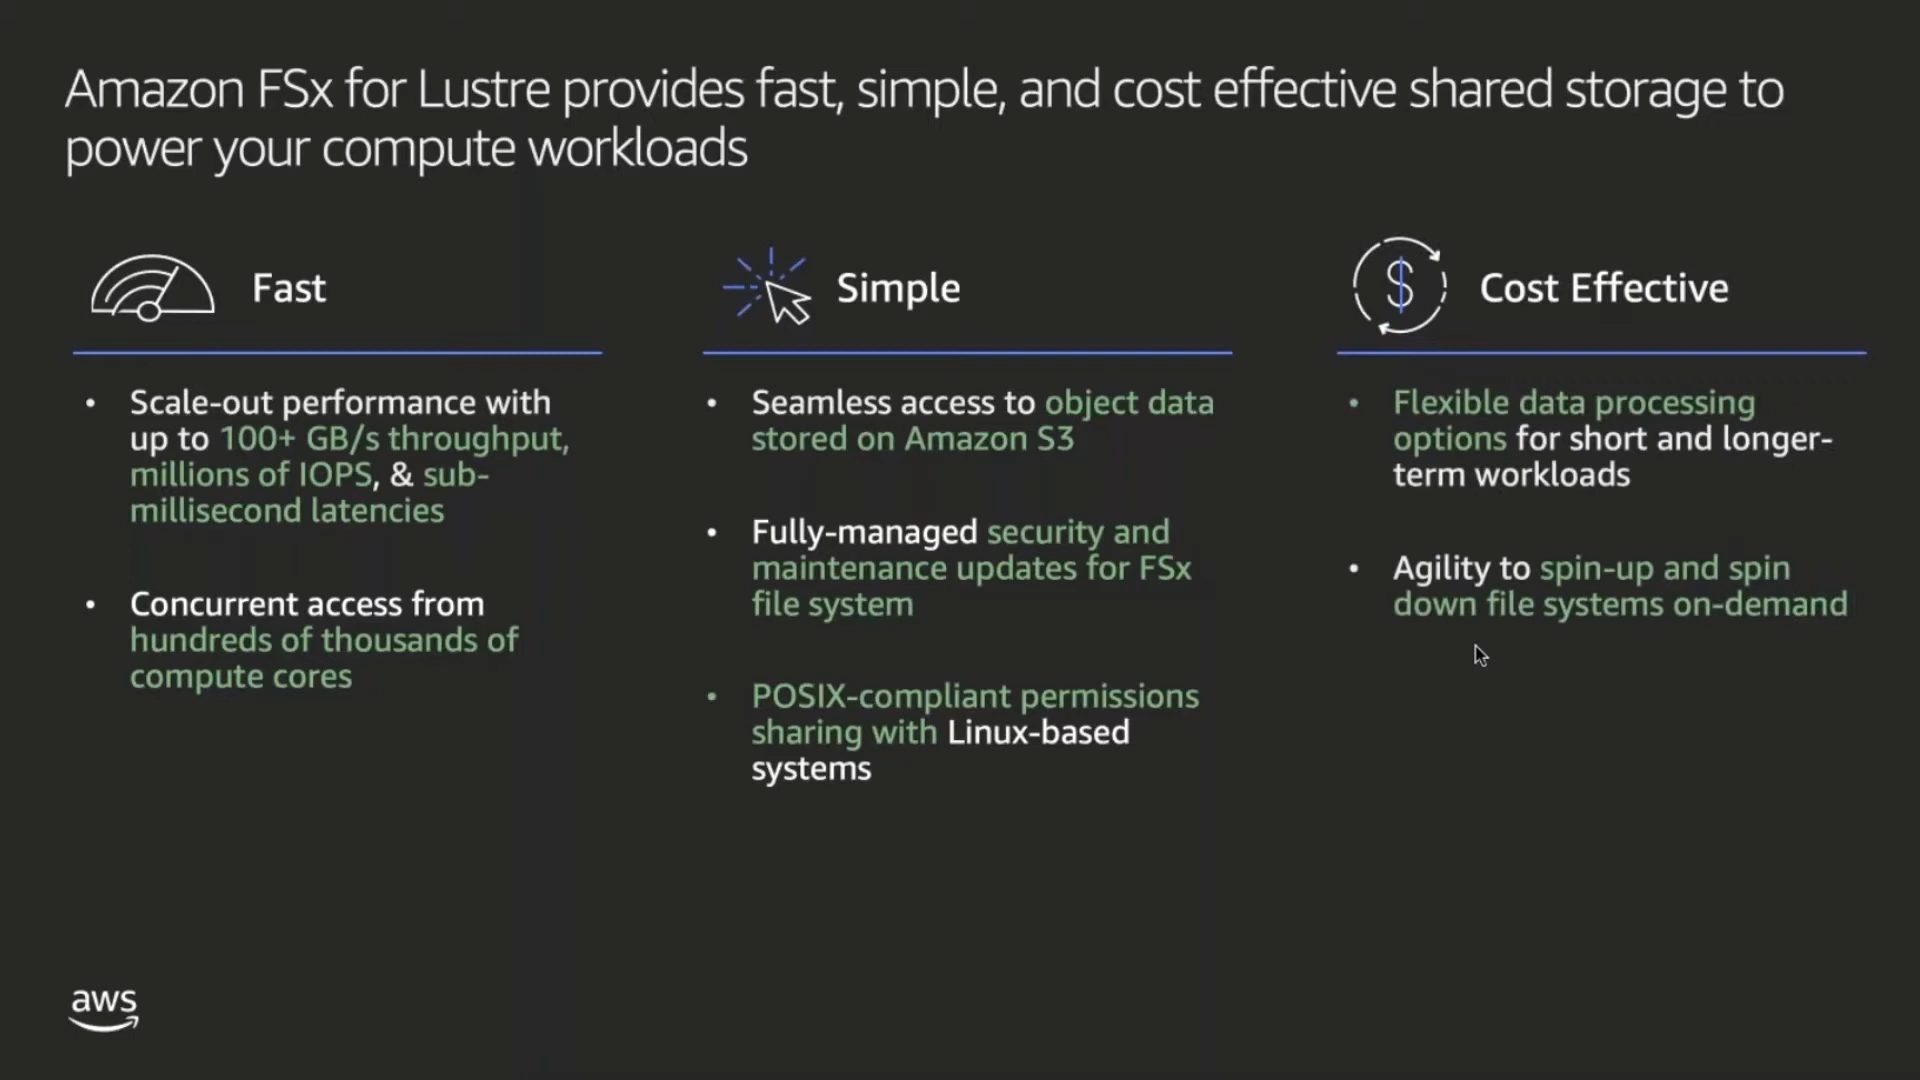 Amazon FSx for Lustre provides fast, simple, and cost effective shared storage to
power your compute workloads
Fast
• Scale-out performance with
up to 100+ GB/s throughput,
millions of IOPS, & sub-
millisecond latencies
• Concurrent access from
hundreds of thousands of
compute cores
Simple
• Seamless access to object data
stored on Amazon S3
• Fully-managed security and
maintenance updates for FSx
file system
• POSIX-compliant permissions
sharing with Linux-based
systems
$
Cost Effective
• Flexible data processing
options for short and longer-
term workloads
• Agility to spin-up and spin
down file systems on-demand
aws